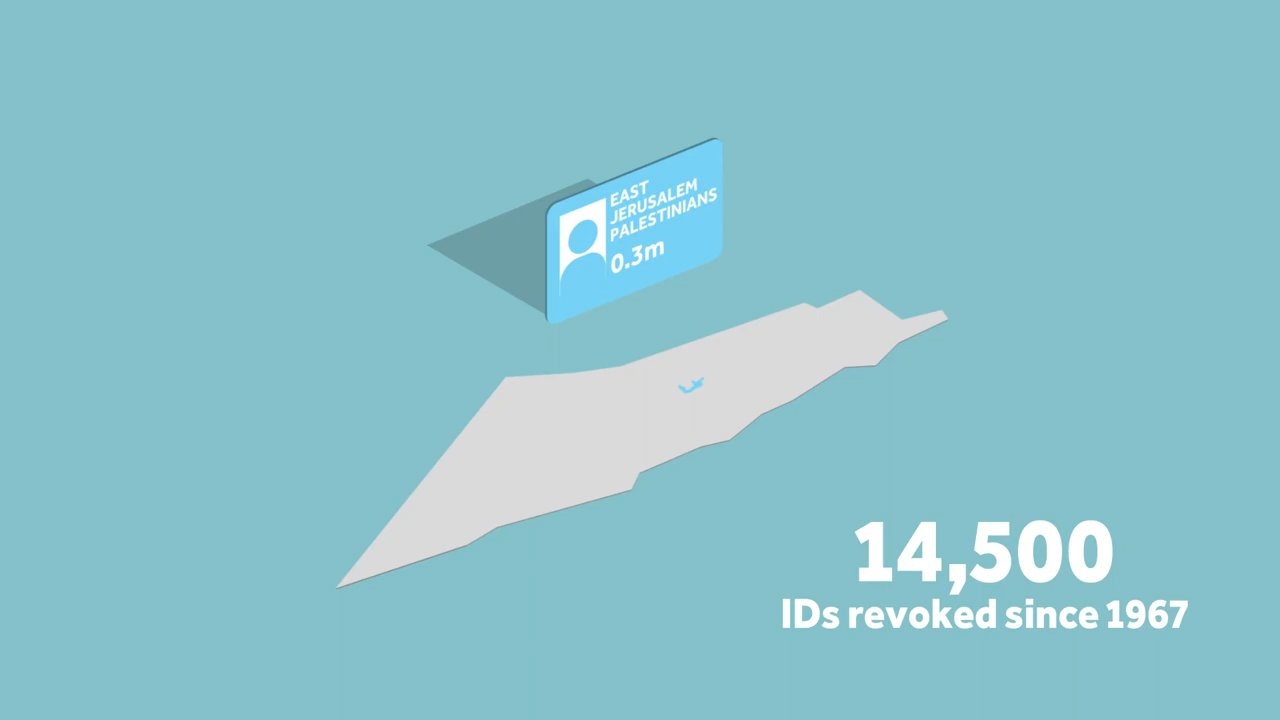 EAST
JERUSALEM
PALESTINIANS
0.3m
14,500
IDs revoked since 1967